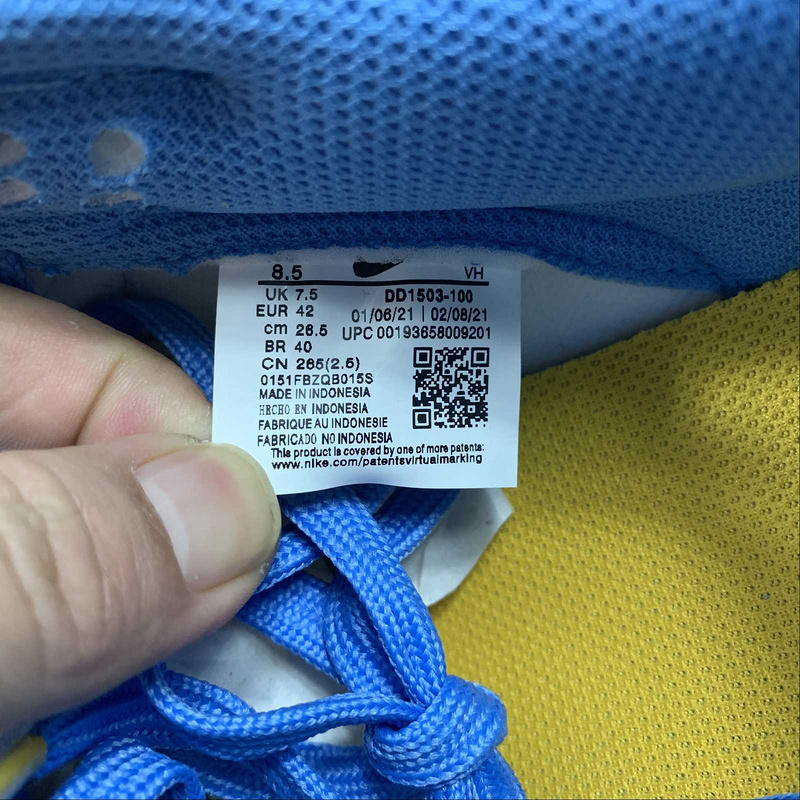 8.5 VH
UK 7.5 DD1503-100
EUR 42 01/06/21 | 02/08/21
cm 26.5 UPC 00193658009201
BR 40
CN 265(2.5)
0151FBZQB015S
MADE IN INDONESIA
HECHO EN INDONESIA
FABRIQUE AU INDONESIE
FABRICADO NO INDONESIA
This product is covered by one of more patents:
www.nike.com/patentsvirtualmarking